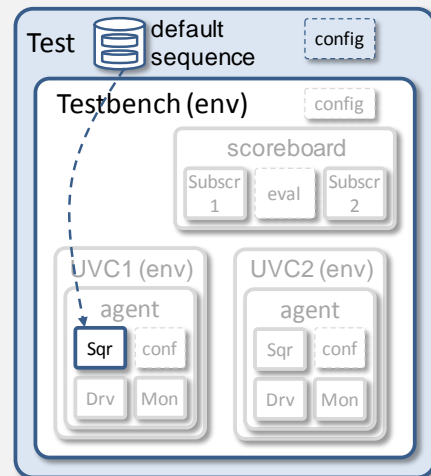 Test
default
sequence
config
Testbench (env)
config
scoreboard
Subscr
1
eval
Subscr
2
UVC1 (env)
agent
Sqr
conf
Drv
Mon
UVC2 (env)
agent
Sqr
conf
Drv
Mon